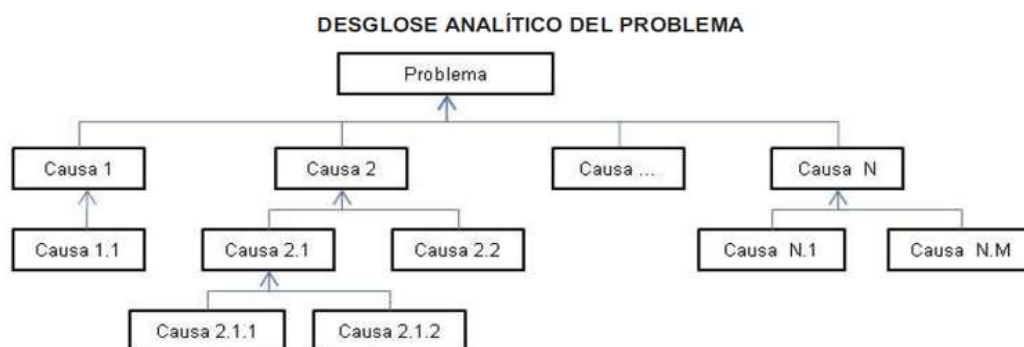 DESGLOSE ANALÍTICO DEL PROBLEMA
Problema
Causa 1
Causa 2
Causa ...
Causa N
Causa 1.1
Causa 2.1
Causa 2.2
Causa N.1
Causa N.M
Causa 2.1.1
Causa 2.1.2